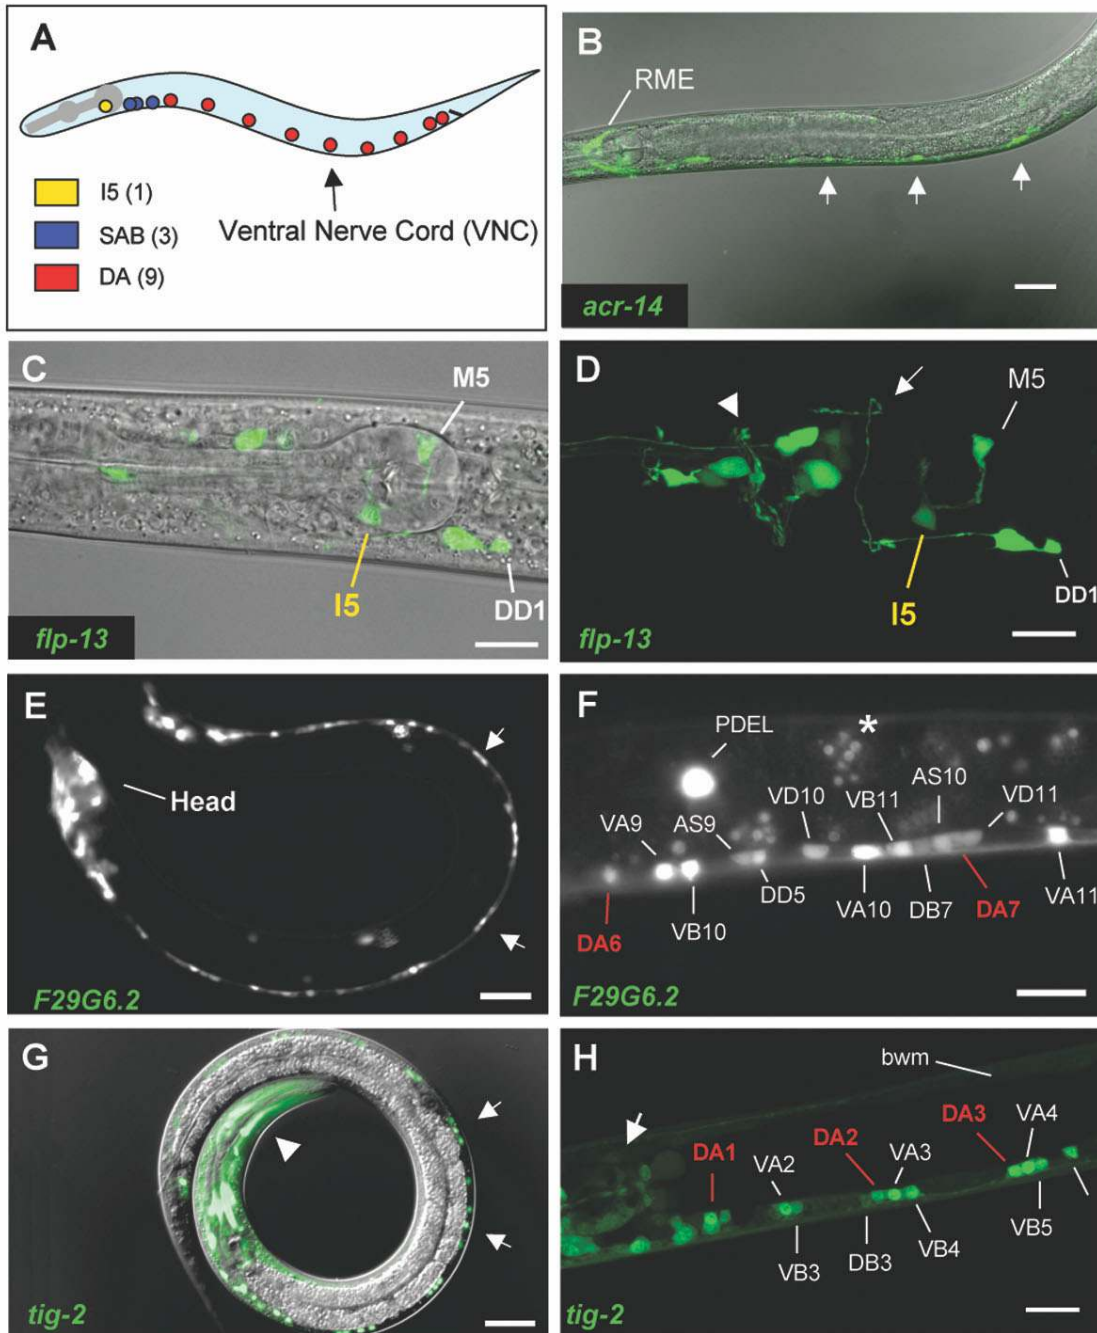 A
I5 (1)
SAB (3)
DA (9)
Ventral Nerve Cord (VNC)
B
RME
acr-14
C
M5
I5
DD1
flp-13
D
M5
I5
DD1
flp-13
E
Head
F29G6.2
F
*
PDEL
AS10
VD10
VB11
VD11
VA9
AS9
DD5
VA10
DB7
DA7
VA11
DA6
VB10
F29G6.2
G
tig-2
H
bwm
DA3
VA4
DA2
VA3
DA1
VA2
VB5
VB4
VB3
DB3
tig-2